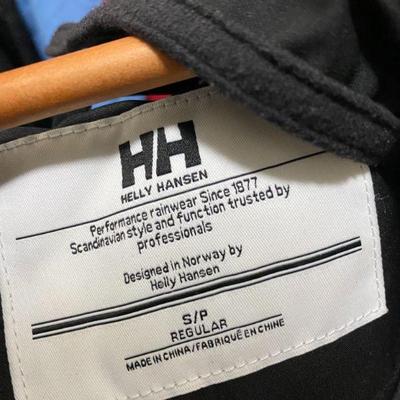 HH
HELLY HANSEN
Performance rainwear Since 1877
Scandinavian style and function trusted by
professionals
Designed in Norway by
Helly Hansen
S/P
REGULAR
MADE IN CHINA/FABRIQUÉ EN CHINE